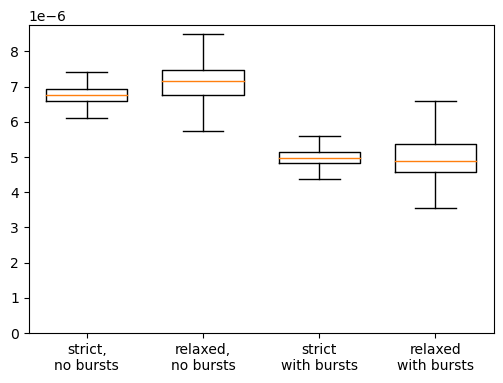 1e−6
8
7
6
5
4
3
2
1
0
strict,
no bursts
relaxed,
no bursts
strict
with bursts
relaxed
with bursts